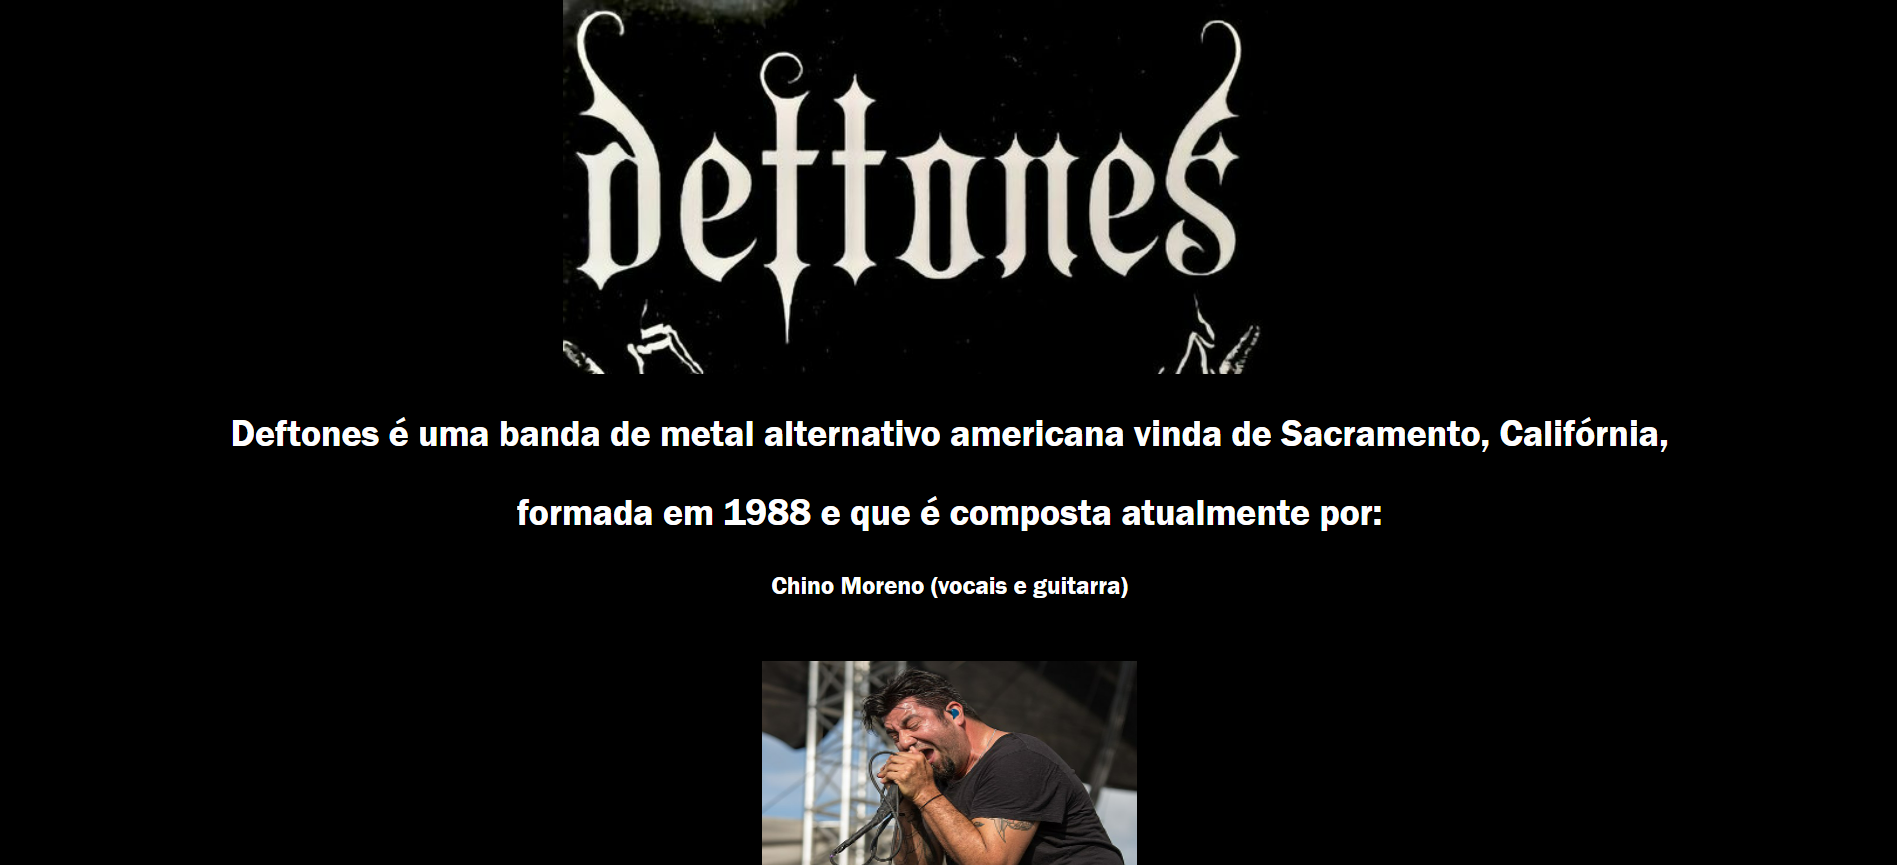 deftones
Deftones é uma banda de metal alternativo americana vinda de Sacramento, Califórnia,
formada em 1988 e que é composta atualmente por:
Chino Moreno (vocais e guitarra)